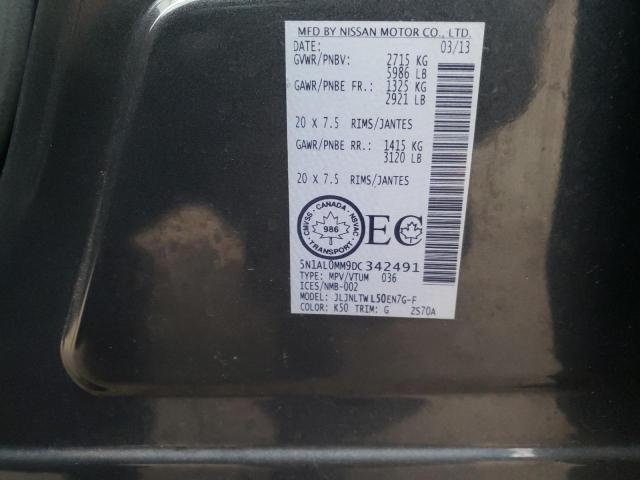 MFD BY NISSAN MOTOR CO., LTD.
DATE: 03/13
GVWR/PNBV: 2715 KG
5986 LB
GAWR/PNBE FR.: 1325 KG
2921 LB
20 X 7.5 RIMS/JANTES
GAWR/PNBE RR.: 1415 KG
3120 LB
20 X 7.5 RIMS/JANTES
CMVSS · CANADA · NSVAC
986
TRANSPORT
EC
5N1AL0MM9DC342491
TYPE: MPV/VTUM 036
ICES/NMB-002
MODEL: JLJNLTWL50EN7G-F
COLOR: K50 TRIM: G 2S70A